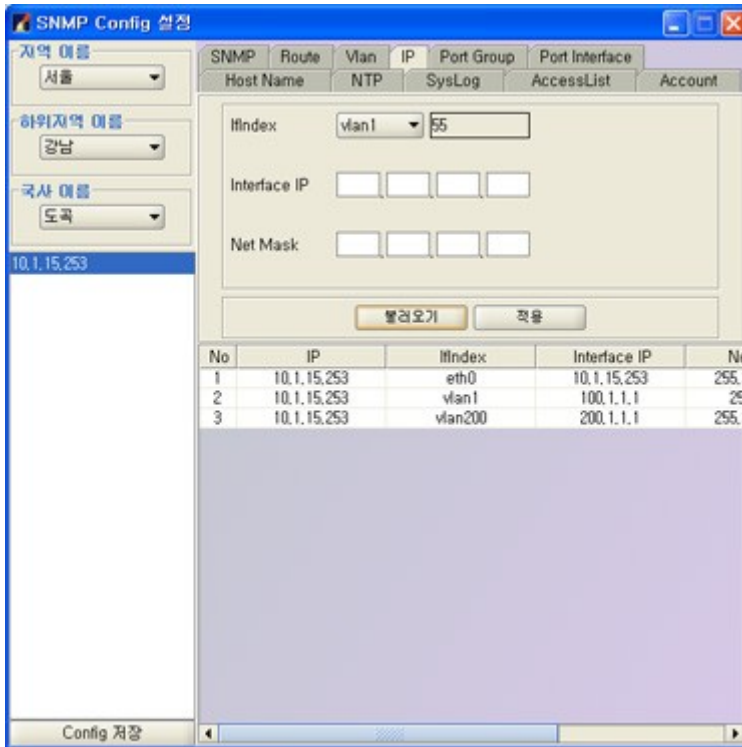 SNMP Config 설정
지역 이름
서울
하위지역 이름
강남
국사 이름
도곡
10.1.15.253
Config 저장
SNMP Route Vlan IP Port Group Port Interface
Host Name NTP SysLog AccessList Account
IfIndex vlan1 55
Interface IP
Net Mask
불러오기 적용
No IP IfIndex Interface IP
1 10.1.15.253 eth0 10.1.15.253 255.
2 10.1.15.253 vlan1 100.1.1.1 25
3 10.1.15.253 vlan200 200.1.1.1 255.